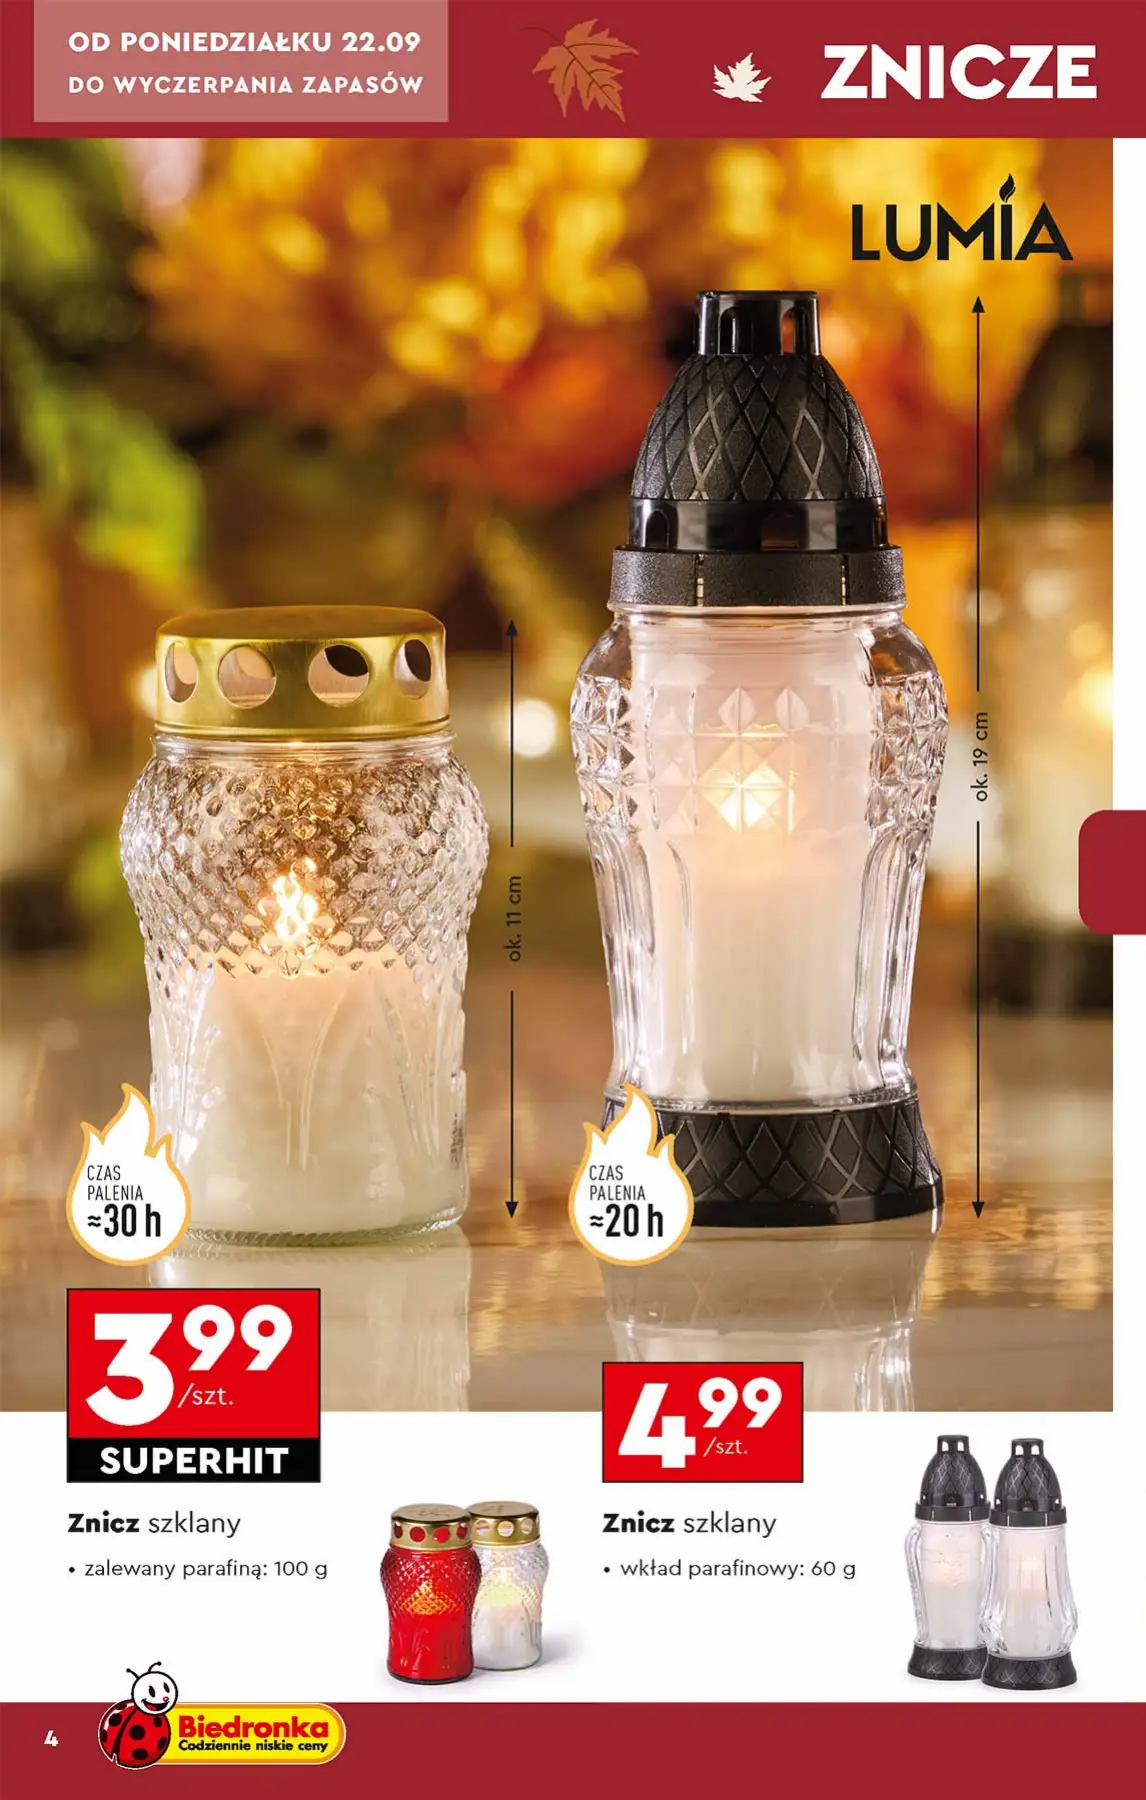 OD PONIEDZIAŁKU 22.09
DO WYCZERPANIA ZAPASÓW
ZNICZE
LUMIA
ok. 11 cm
ok. 19 cm
CZAS
PALENIA
≈30 h
CZAS
PALENIA
≈20 h
3 99
/szt.
SUPERHIT
4 99
/szt.
Znicz szklany
• zalewany parafiną: 100 g
Znicz szklany
• wkład parafinowy: 60 g
4
Biedronka
Codziennie niskie ceny